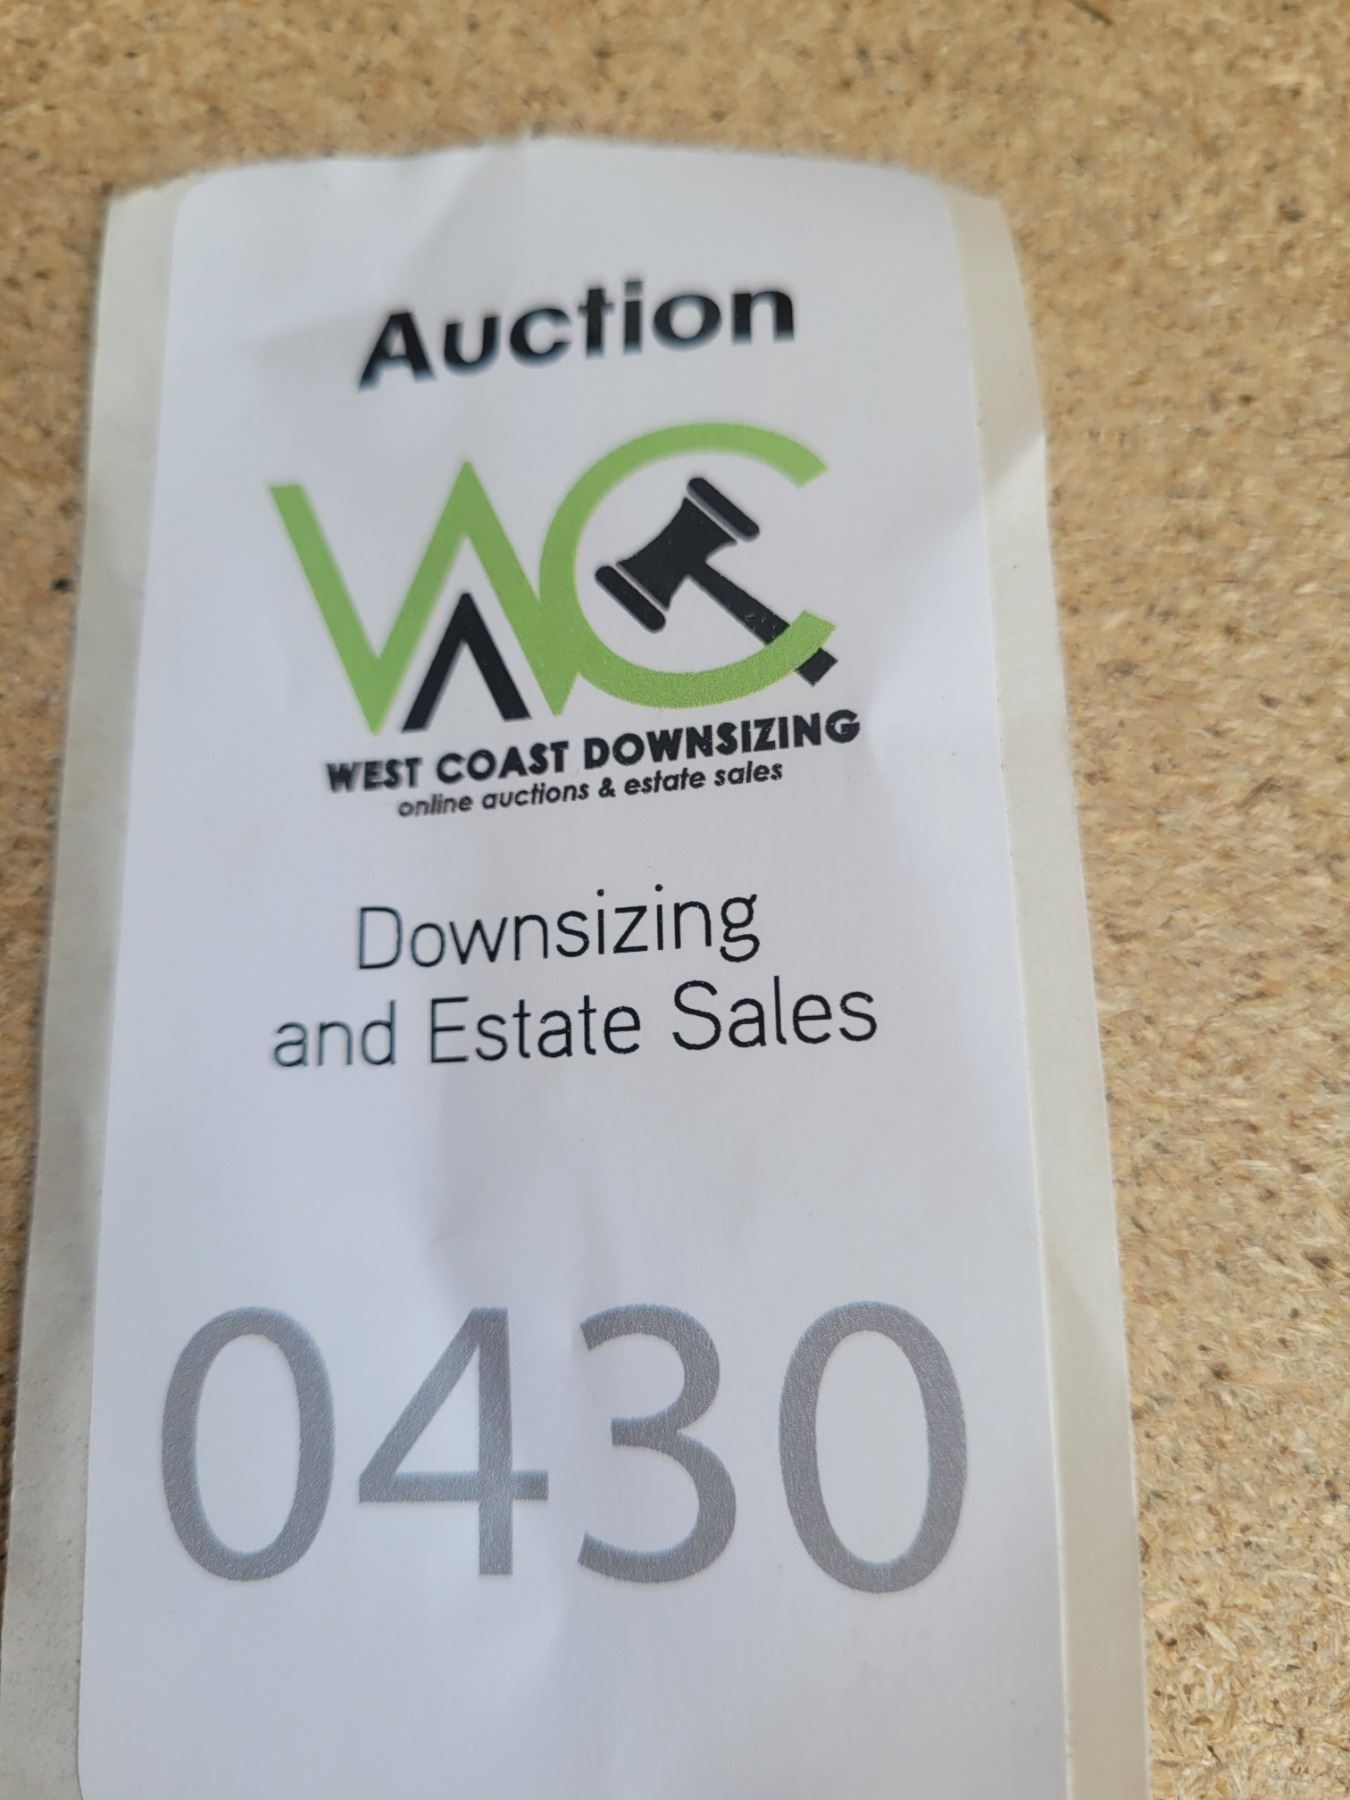 Auction
WC
WEST COAST DOWNSIZING
online auctions & estate sales
Downsizing
and Estate Sales
0430